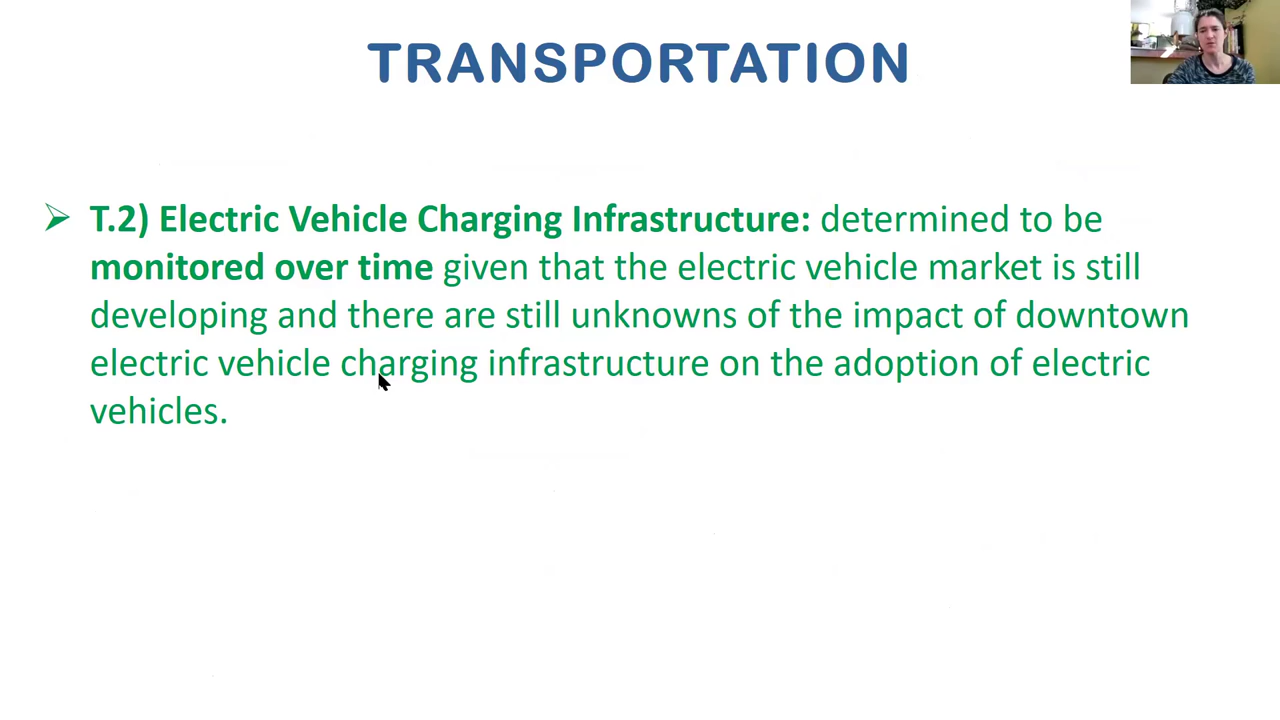 TRANSPORTATION
➢ T.2) Electric Vehicle Charging Infrastructure: determined to be
monitored over time given that the electric vehicle market is still
developing and there are still unknowns of the impact of downtown
electric vehicle charging infrastructure on the adoption of electric
vehicles.